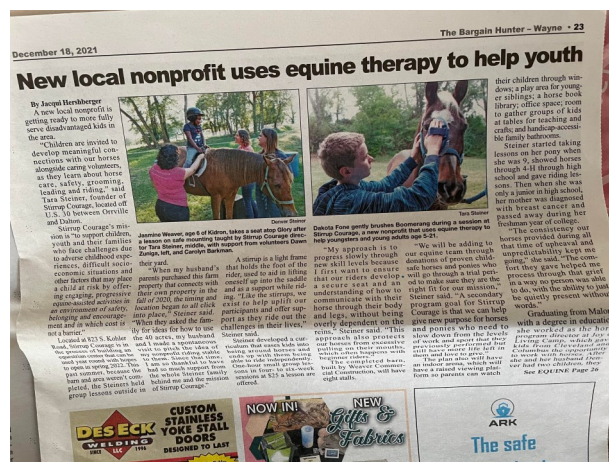 December 18, 2021
The Bargain Hunter – Wayne • 23
New local nonprofit uses equine therapy to help youth
By Jacqui Hershberger
A new local nonprofit is
getting ready to more fully
serve disadvantaged kids in
the area.
"Children are invited to
develop meaningful con-
nections with our horses
alongside caring volunteers,
as they learn about horse
care, safety, grooming,
leading and riding," said
Tara Steiner, founder of
Stirrup Courage, located off
U.S. 30 between Orrville
and Dalton.
Stirrup Courage's mis-
sion is "to support children,
youth and their families
who face challenges due
to adverse childhood expe-
riences, difficult socio-
economic situations and
other factors that may place
a child at risk by offer-
ing engaging, progressive
equine-assisted activities in
an environment of safety,
belonging and encourage-
ment and in which cost is
not a barrier."
Located at 823 S. Kohler
Road, Stirrup Courage is in
the process of building an
equestrian center that can be
used year round with hopes
to open in spring 2022. This
past summer, because the
barn and area weren't com-
pleted, the Steiners held
group lessons outside in
Denver Steiner
Jasmine Weaver, age 6 of Kidron, takes a seat atop Glory after
a lesson on safe mounting taught by Stirrup Courage direc-
tor Tara Steiner, middle, with support from volunteers Dawn
Zuniga, left, and Carolyn Barkman.
their yard.
"When my husband's
parents purchased the farm
property that connects with
their own property in the
fall of 2020, the timing and
location began to all click
into place," Steiner said.
"When they asked the fam-
ily for ideas for how to use
the 40 acres, my husband
and I spoke a spontaneous
pitch of the idea of a
nonprofit riding stable
to them. Since that time,
we're so thankful to have
had so much support from
the whole Steiner family
behind me and the mission
of Stirrup Courage."
A stirrup is a light frame
that holds the foot of the
rider, used to aid in lifting
oneself up into the saddle
and as a support while rid-
ing. "Like the stirrups, we
exist to help uplift our
participants and offer sup-
port as they ride out the
challenges in their lives,"
Steiner said.
Steiner developed a cur-
riculum that uses kids into
being around horses and
ends up with them being
able to ride independently.
One-hour small group les-
sons in four- to six-week
sessions at $25 a lesson are
offered.
Tara Steiner
Dakota Fone gently brushes Boomerang during a session at
Stirrup Courage, a new nonprofit that uses equine therapy to
help youngsters and young adults age 5-21.
"My approach is to
progress slowly through
new skill levels because
I first want to ensure
that our riders develop
a secure seat and an
understanding of how to
communicate with their
horse through their body
and legs, without being
overly dependent on the
reins," Steiner said. "This
approach also protects
our horses from excessive
pulling on their mouths,
which often happens with
beginner riders."
The completed barn,
built by Weaver Commer-
cial Construction, will have
eight stalls,
"We will be adding to
our equine team through
donations of proven child-
safe horses and ponies who
will go through a trial peri-
od to make sure they are the
right fit for our mission,"
Steiner said. "A secondary
program goal for Stirrup
Courage is that we can help
give new purpose for horses
and ponies who need to
slow down from the level
of work and sport that they
previously performed but
still have more life left in
them and love to give."
The plan also will have
an indoor arena, which will
have a raised viewing plat-
form so parents can watch
their children through win-
dows; a play area for young-
er siblings; a horse book
library; office space; room
to gather groups of kids
at tables for teaching and
crafts; and handicap-accessi-
ble family bathrooms.
Steiner started taking
lessons on her pony when
she was 9, showed horses
through 4-H through high
school and gave riding les-
sons. Then when she was
only a junior in high school,
her mother was diagnosed
with breast cancer and
passed away during her
freshman year of college.
"The consistency our
horses provided during
that time of upheaval and
unpredictability kept me
going," she said. "The com-
fort they gave helped me
process through that grief
in a way no person was able
to do, with the ability to just
be quietly present without
words."
Graduating from Malone
with a degree in education
she worked as the
director at
Living Camp, which
kids from Cleveland and
Columbus the opportunity
to work with horses. After
she and her husband Den-
ver had two children,
See EQUINE Page 26
DES ECK
WELDING
SINCE LLC 1996
CUSTOM
STAINLESS
YOKE STALL
DOORS
DESIGNED TO LAST
NOW IN!
NEW
Gifts &
Fabrics
ARK
The safe